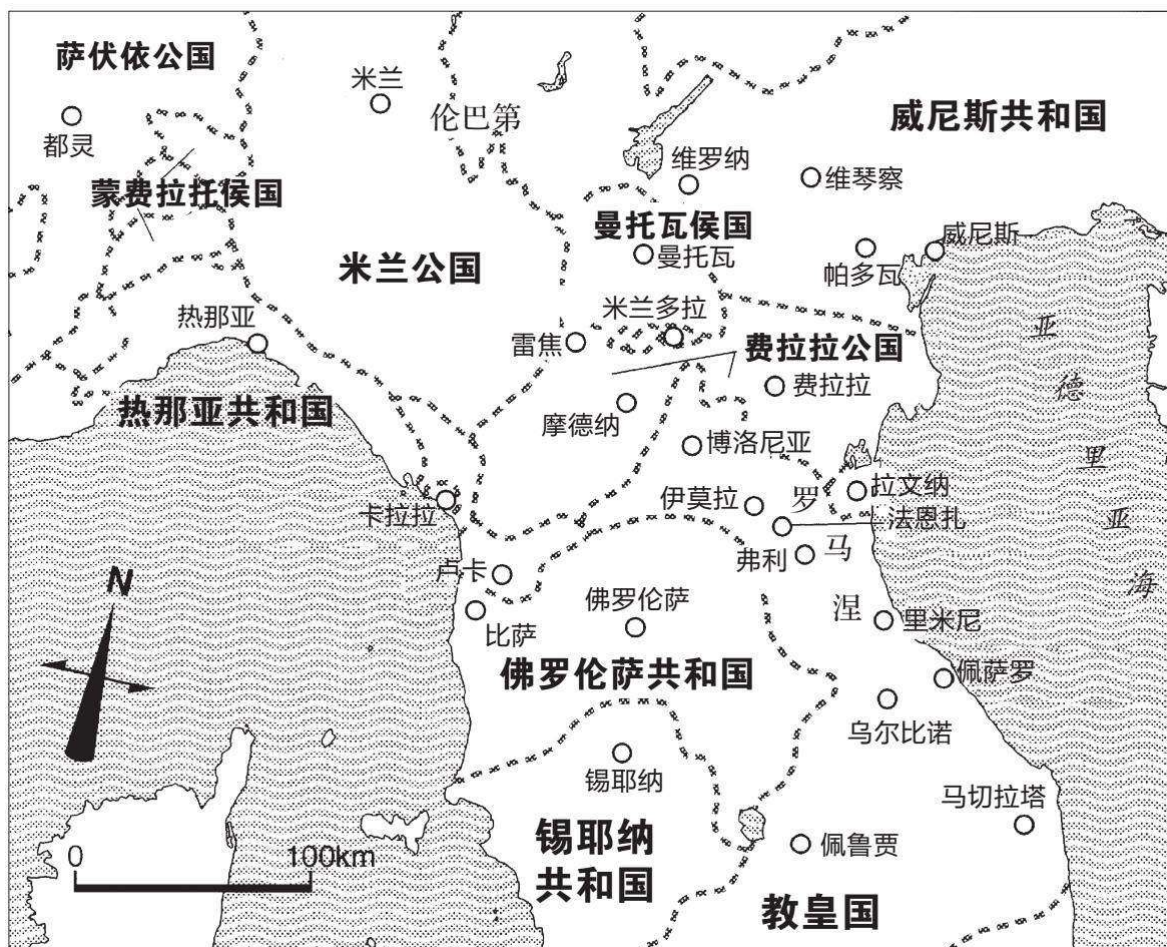 萨伏依公国
米兰
伦巴第
威尼斯共和国
都灵
维罗纳
维琴察
蒙费拉托侯国
曼托瓦侯国
威尼斯
米兰公国
曼托瓦
帕多瓦
热那亚
米兰多拉
亚德里亚海
雷焦
费拉拉公国
费拉拉
热那亚共和国
摩德纳
博洛尼亚
卡拉拉
伊莫拉
罗马涅
拉文纳
法恩扎
弗利
N
卢卡
佛罗伦萨
比萨
里米尼
佛罗伦萨共和国
佩萨罗
乌尔比诺
锡耶纳
马切拉塔
锡耶纳
共和国
佩鲁贾
0
100km
教皇国